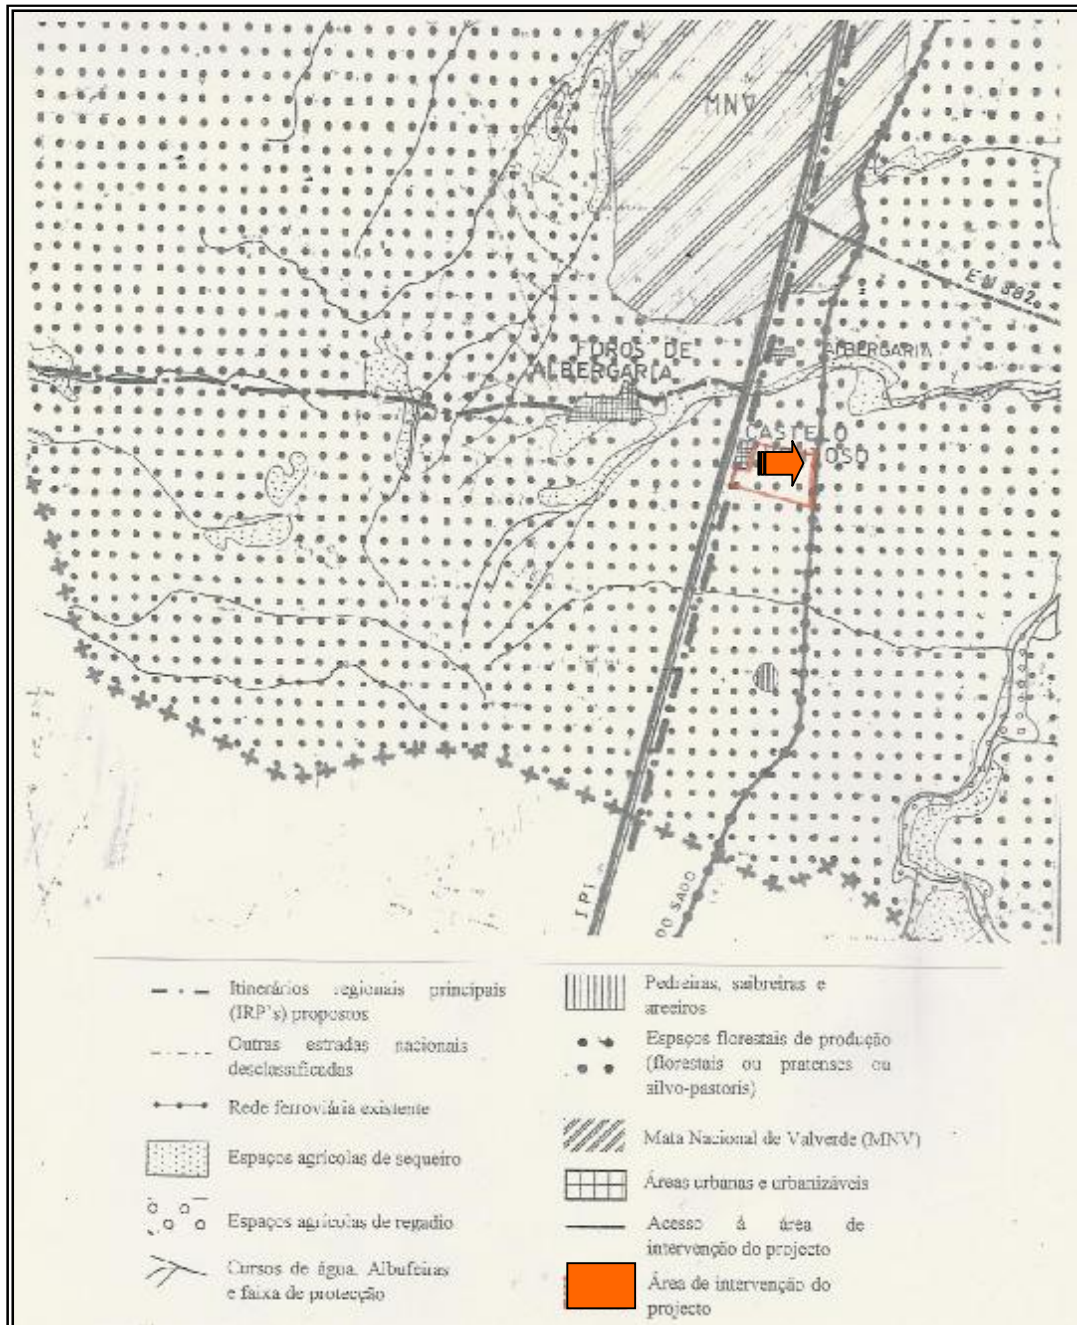 MNV
EN 382
FOROS DE
ALBERGARIA
ALBERGARIA
CASTELO
IP1
DO SADO
Itinerários regionais principais
(IRP's) propostos
Outras estradas nacionais
desclassificadas
Rede ferroviária existente
Espaços agrícolas de sequeiro
Espaços agrícolas de regadio
Cursos de água. Albufeiras
e faixa de protecção
Pedreiras, saibreiras e
areeiros
Espaços florestais de produção
(florestais ou pratenses ou
silvo-pastoris)
Mata Nacional de Valverde (MNV)
Áreas urbanas e urbanizáveis
Acesso à área de
intervenção do projecto
Área de intervenção do
projecto